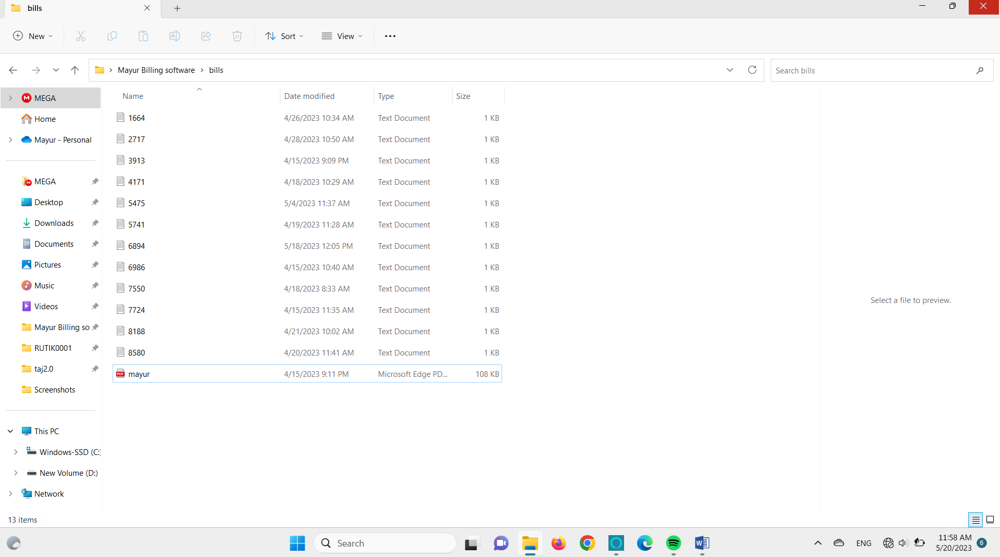 bills
New
Sort
View
Mayur Billing software
bills
Search bills
Name Date modified Type Size
MEGA
Home
Mayur - Personal
MEGA
Desktop
Downloads
Documents
Pictures
Music
Videos
Mayur Billing so
RUTIK0001
taj2.0
Screenshots
This PC
Windows-SSD (C:)
New Volume (D:)
Network
1664 4/26/2023 10:34 AM Text Document 1 KB
2717 4/28/2023 10:50 AM Text Document 1 KB
3913 4/15/2023 9:09 PM Text Document 1 KB
4171 4/18/2023 10:29 AM Text Document 1 KB
5475 5/4/2023 11:37 AM Text Document 1 KB
5741 4/19/2023 11:28 AM Text Document 1 KB
6894 5/18/2023 12:05 PM Text Document 1 KB
6986 4/15/2023 10:40 AM Text Document 1 KB
7550 4/18/2023 8:33 AM Text Document 1 KB
7724 4/15/2023 11:35 AM Text Document 1 KB
8188 4/21/2023 10:02 AM Text Document 1 KB
8580 4/20/2023 11:41 AM Text Document 1 KB
PDF mayur 4/15/2023 9:11 PM Microsoft Edge PD... 108 KB
Select a file to preview.
13 items
Search
ENG
11:58 AM
5/20/2023
6